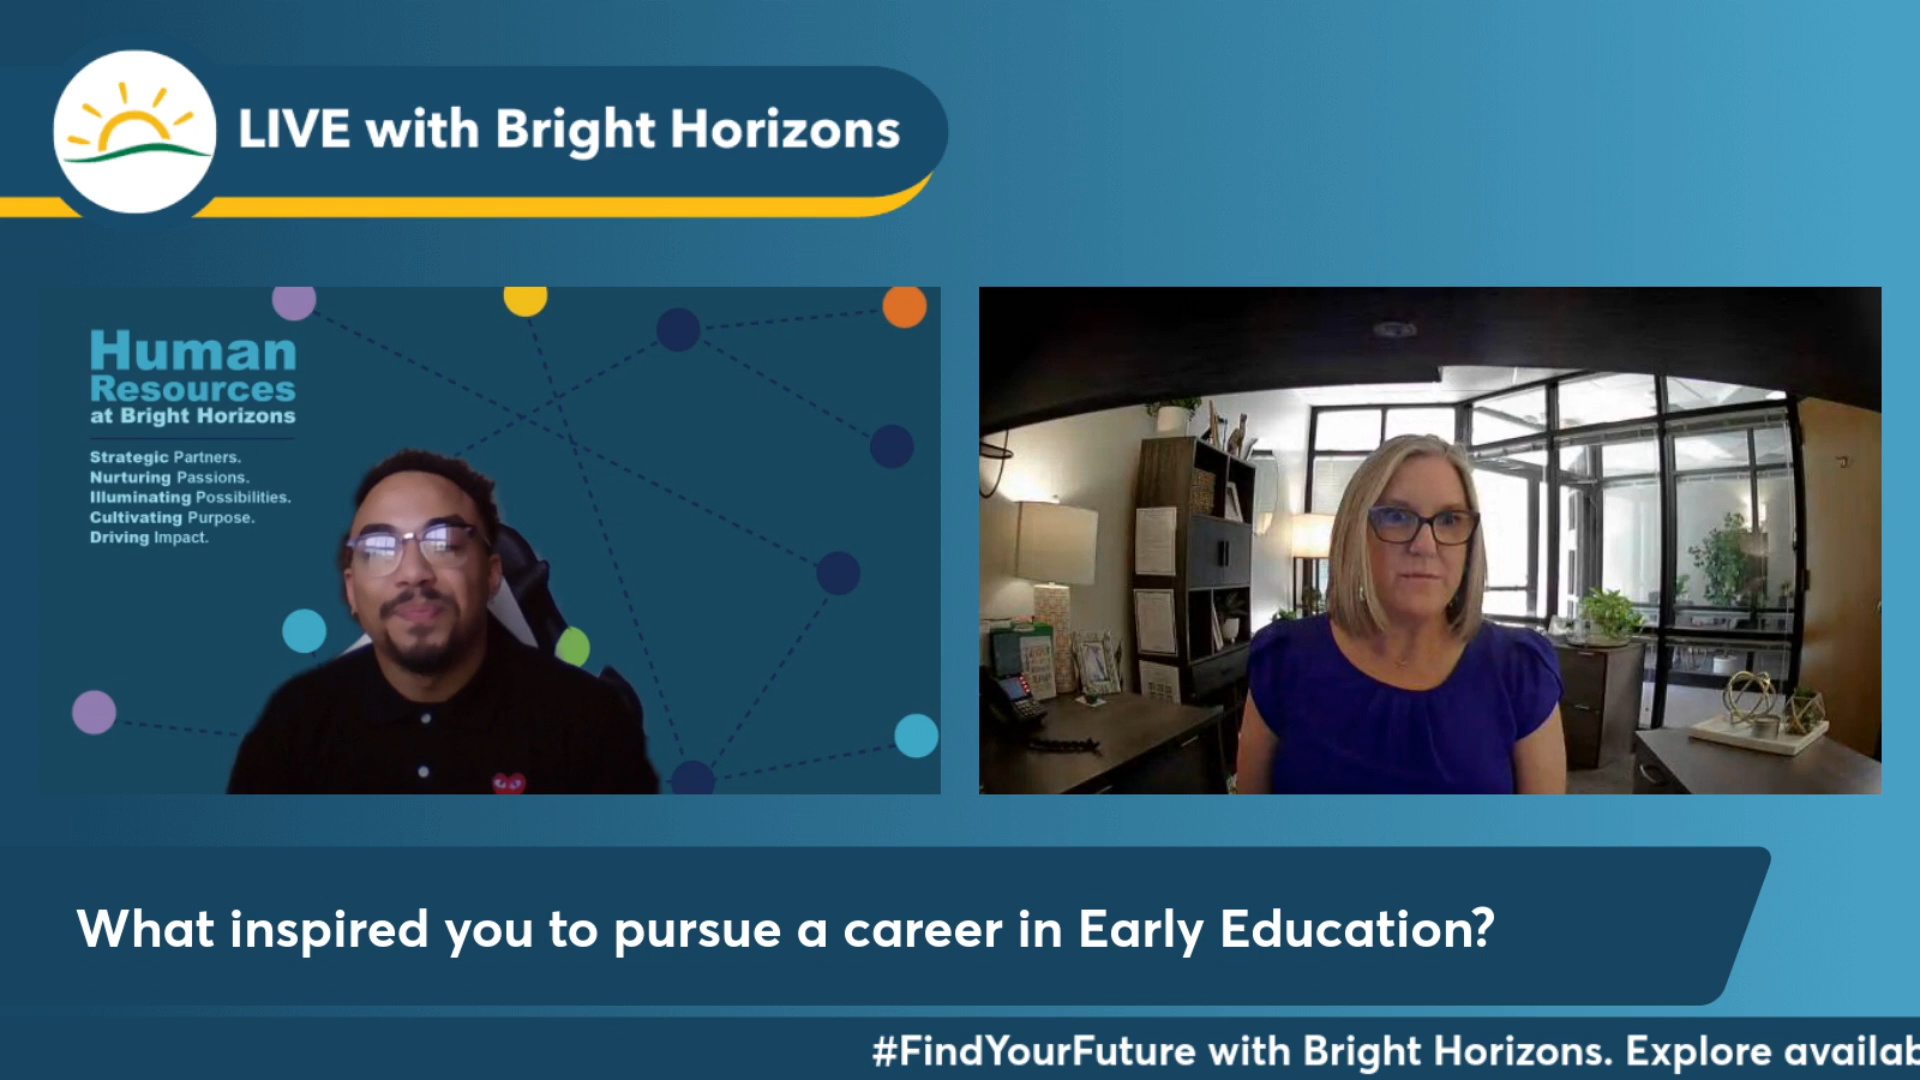 LIVE with Bright Horizons
Human
Resources
at Bright Horizons
Strategic Partners.
Nurturing Passions.
Illuminating Possibilities.
Cultivating Purpose.
Driving Impact.
What inspired you to pursue a career in Early Education?
#FindYourFuture with Bright Horizons. Explore availab